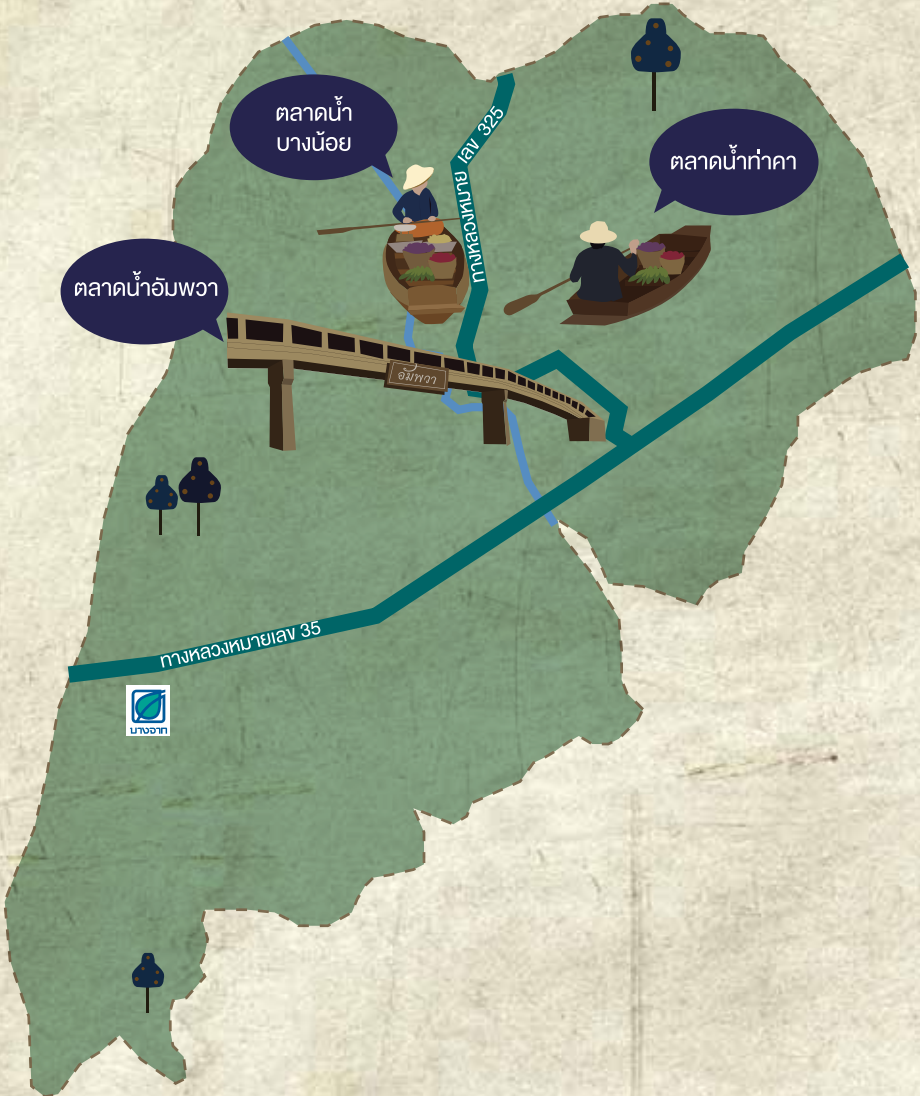 ตลาดน้ำ
บางน้อย
ทางหลวงหมาย เลข 325
ตลาดน้ำท่าคา
ตลาดน้ำอัมพวา
อัมพวา
ทางหลวงหมายเลข 35
บางจาก